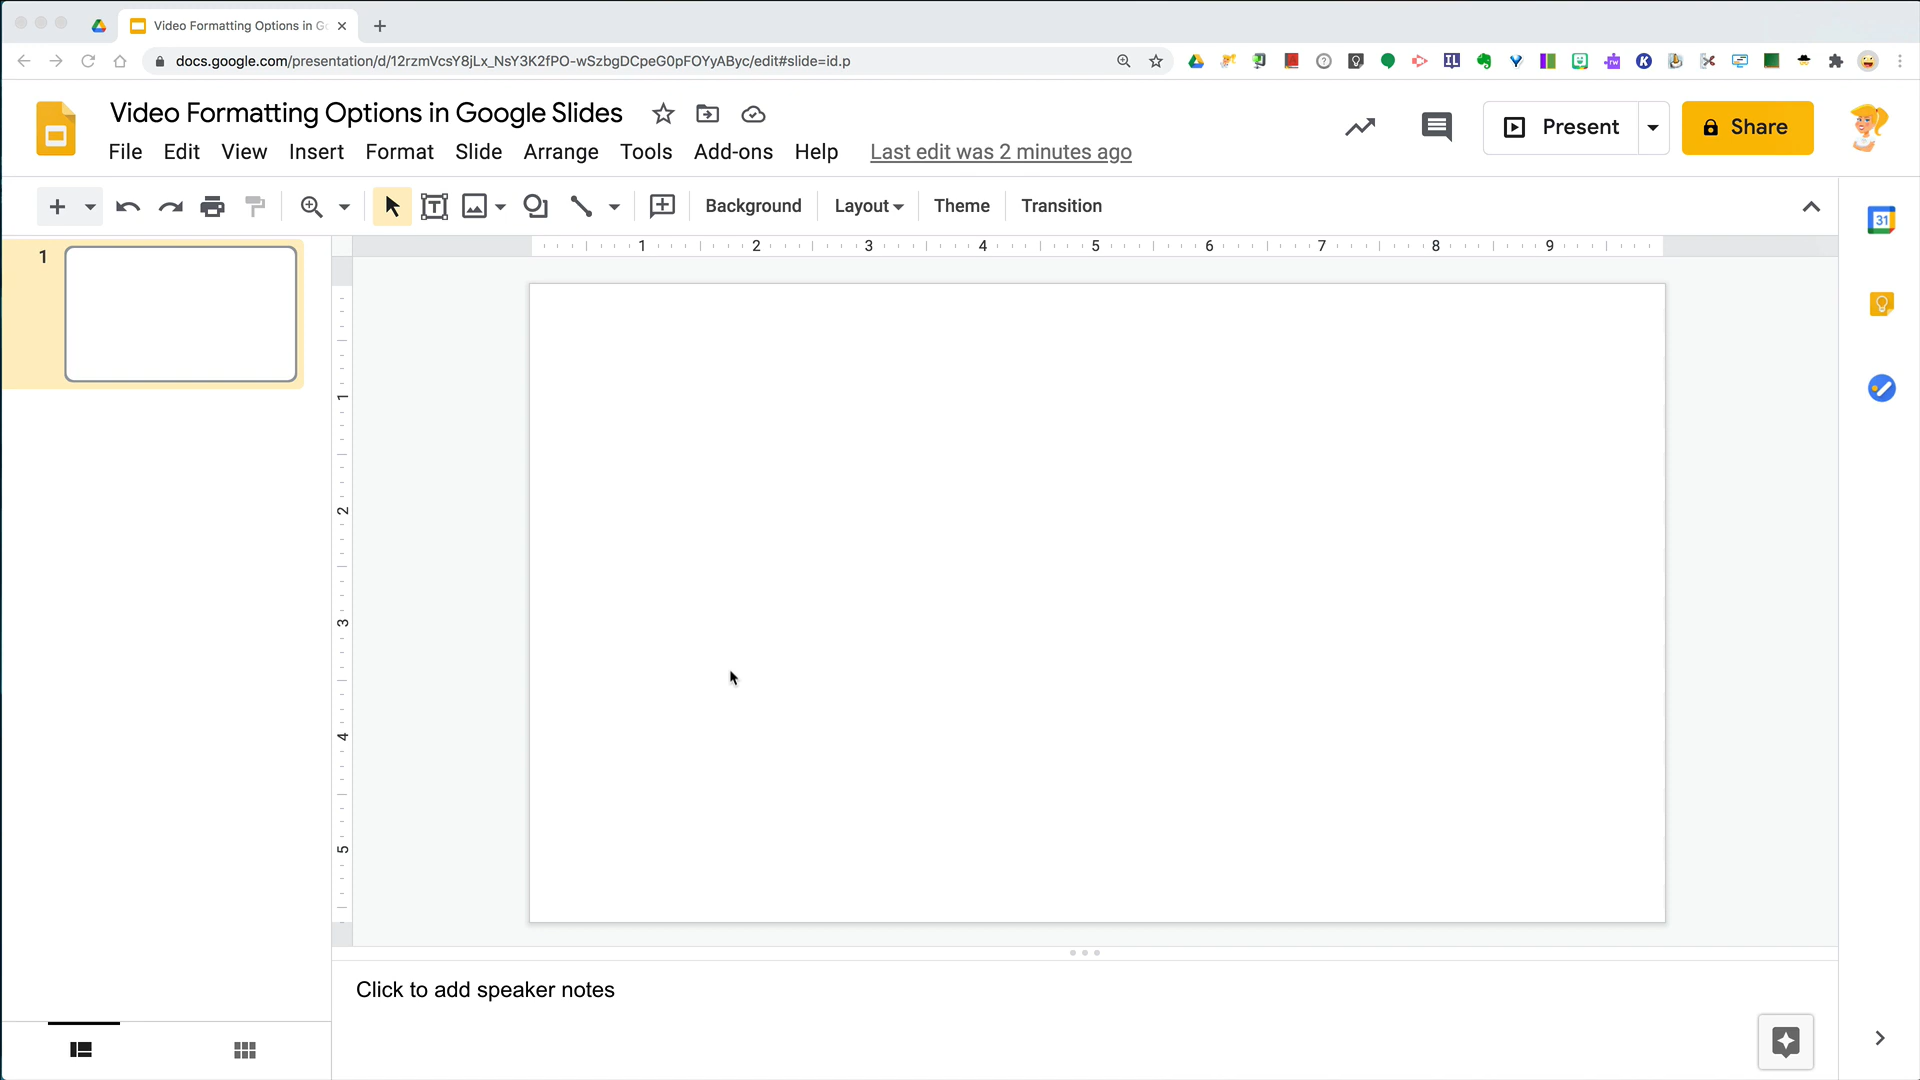 Video Formatting Options in Go
docs.google.com/presentation/d/12rzmVcsY8jLx_NsY3K2fPO-wSzbgDCpeG0pFOYyAByc/edit#slide=id.p
Video Formatting Options in Google Slides
File Edit View Insert Format Slide Arrange Tools Add-ons Help Last edit was 2 minutes ago
Present
Share
Background Layout Theme Transition
31
1 2 3 4 5 6 7 8 9
1
1
2
3
4
5
Click to add speaker notes